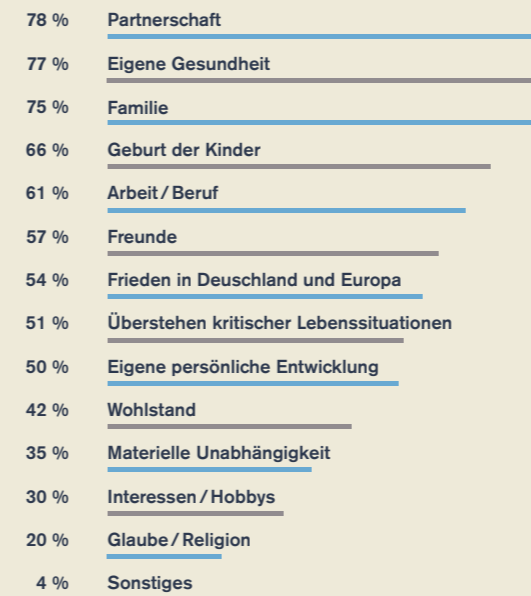 78 % Partnerschaft
77 % Eigene Gesundheit
75 % Familie
66 % Geburt der Kinder
61 % Arbeit / Beruf
57 % Freunde
54 % Frieden in Deuschland und Europa
51 % Überstehen kritischer Lebenssituationen
50 % Eigene persönliche Entwicklung
42 % Wohlstand
35 % Materielle Unabhängigkeit
30 % Interessen / Hobbys
20 % Glaube / Religion
4 % Sonstiges